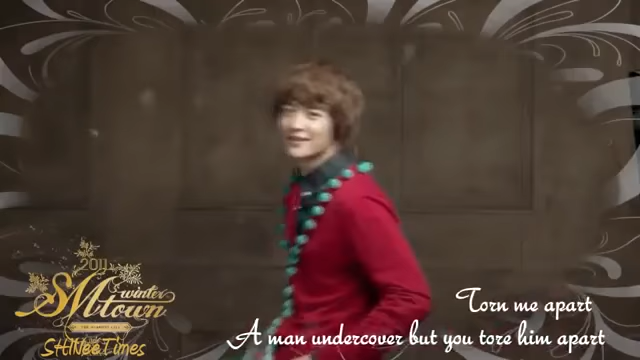 2011
SMtown winter
THE WARMEST GIFT
SHINee Times
Torn me apart
A man undercover but you tore him apart